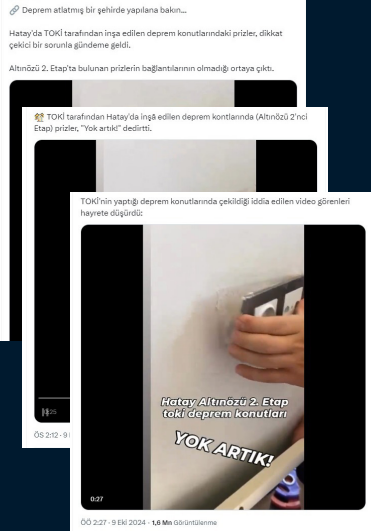 🔗 Deprem atlatmış bir şehirde yapılana bakın...
Hatay'da TOKİ tarafından inşa edilen deprem konutlarındaki prizler, dikkat
çekici bir sorunla gündeme geldi.
Altınözü 2. Etap'ta bulunan prizlerin bağlantılarının olmadığı ortaya çıktı.
TOKİ tarafından Hatay'da inşâ edilen deprem kontlarında (Altınözü 2'nci
Etap) prizler, "Yok artık!" dedirtti.
TOKİ'nin yaptığı deprem konutlarında çekildiği iddia edilen video görenleri
hayrete düşürdü:
Hatay Altınözü 2. Etap
toki deprem konutları
YOK ARTIK!
0:27
ÖS 2:12 · 9
ÖÖ 2:27 · 9 Eki 2024 · 1,6 Mn Görüntülenme